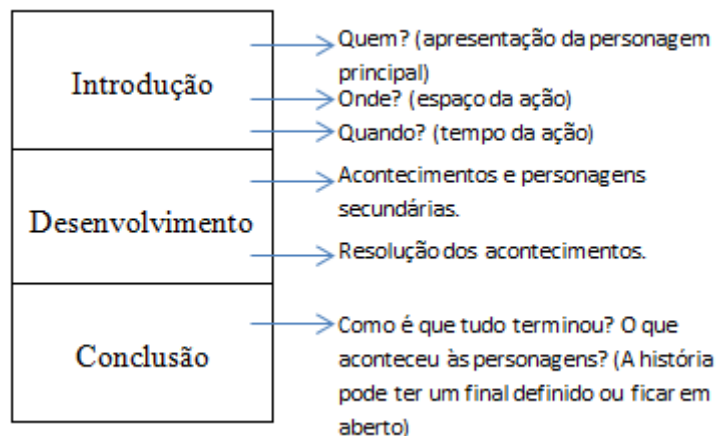 Introdução
Quem? (apresentação da personagem
principal)
Onde? (espaço da ação)
Quando? (tempo da ação)
Desenvolvimento
Acontecimentos e personagens
secundárias.
Resolução dos acontecimentos.
Conclusão
Como é que tudo terminou? O que
aconteceu às personagens? (A história
pode ter um final definido ou ficar em
aberto)